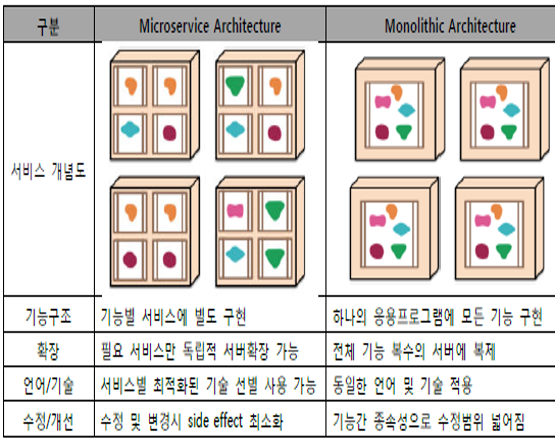 구분 Microservice Architecture Monolithic Architecture
서비스 개념도
기능구조 기능별 서비스에 별도 구현 하나의 응용프로그램에 모든 기능 구현
확장 필요 서비스만 독립적 서버확장 가능 전체 기능 복수의 서버에 복제
언어/기술 서비스별 최적화된 기술 선별 사용 가능 동일한 언어 및 기술 적용
수정/개선 수정 및 변경시 side effect 최소화 기능간 종속성으로 수정범위 넓어짐